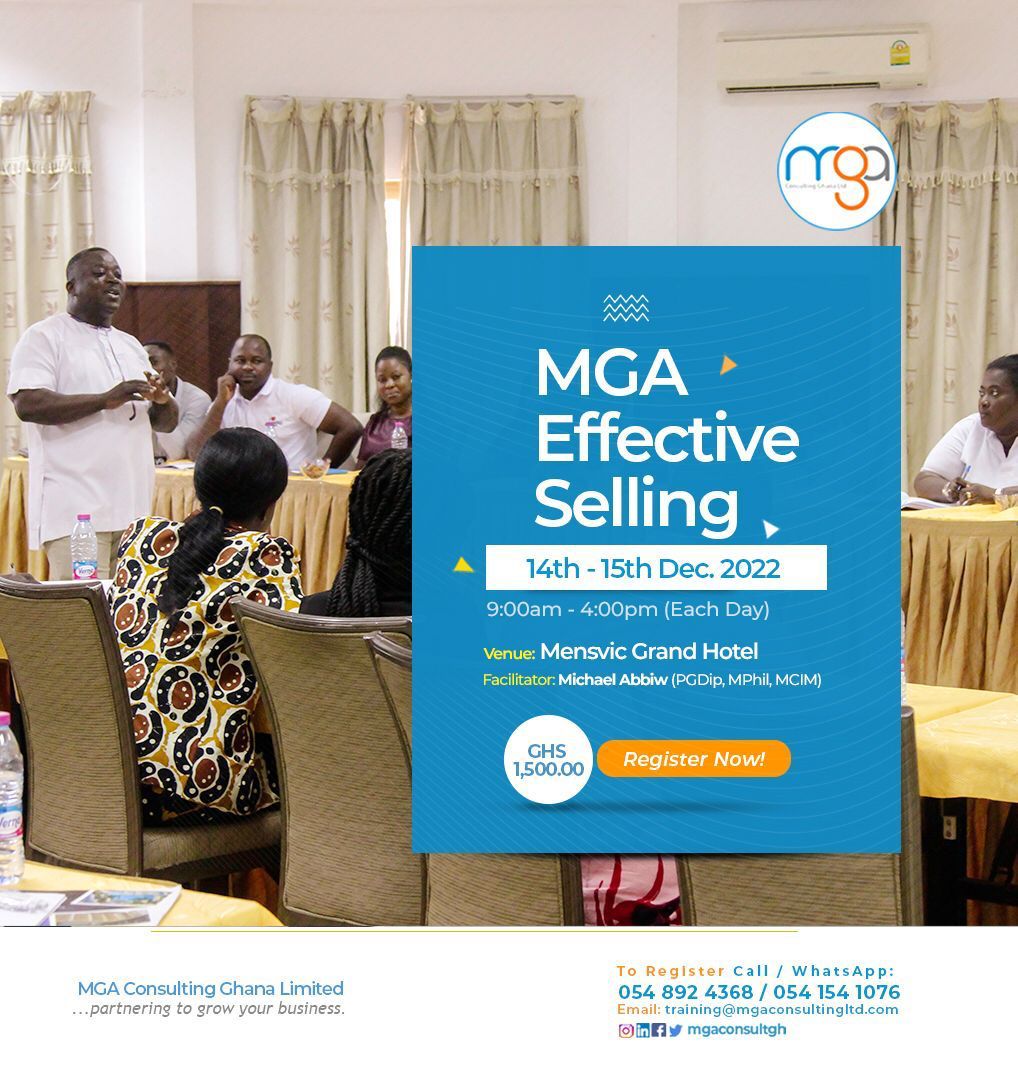 mga
Consulting Ghana Ltd
MGA
Effective
Selling
14th - 15th Dec. 2022
9:00am - 4:00pm (Each Day)
Venue: Mensvic Grand Hotel
Facilitator: Michael Abbiw (PGDip, MPhil, MCIM)
GHS
1,500.00
Register Now!
Verna
Verna
MGA Consulting Ghana Limited
...partnering to grow your business.
To Register Call / WhatsApp:
054 892 4368 / 054 154 1076
Email: training@mgaconsultingltd.com
mgaconsultgh